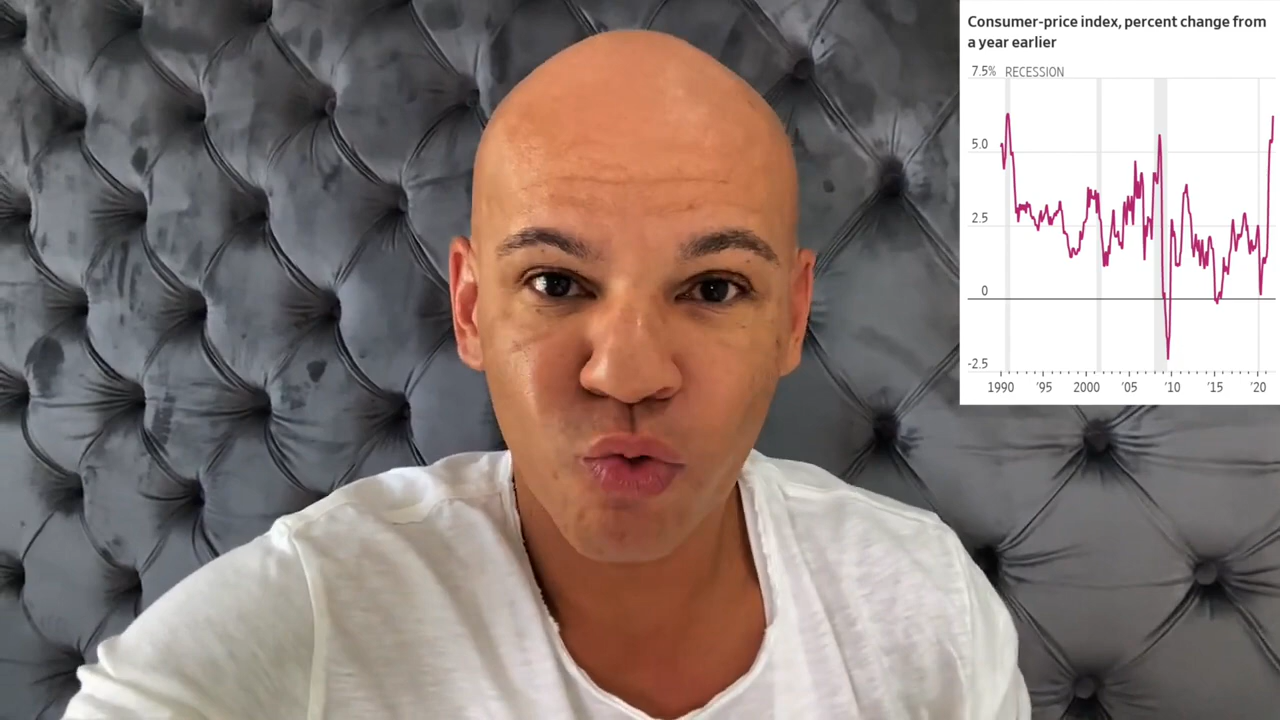 Consumer-price index, percent change from
a year earlier
7.5% RECESSION
5.0
2.5
0
-2.5
1990 ’95 2000 ’05 ’10 ’15 ’20